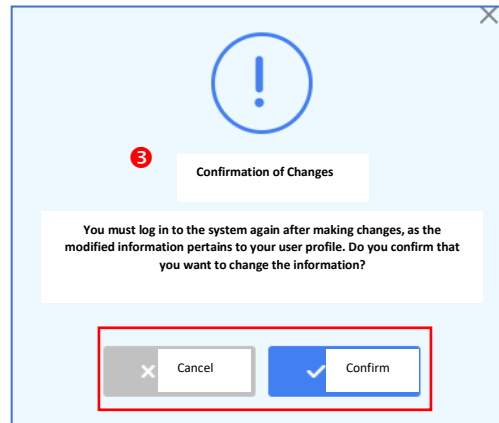 3
Confirmation of Changes
You must log in to the system again after making changes, as the
modified information pertains to your user profile. Do you confirm that
you want to change the information?
Cancel
Confirm